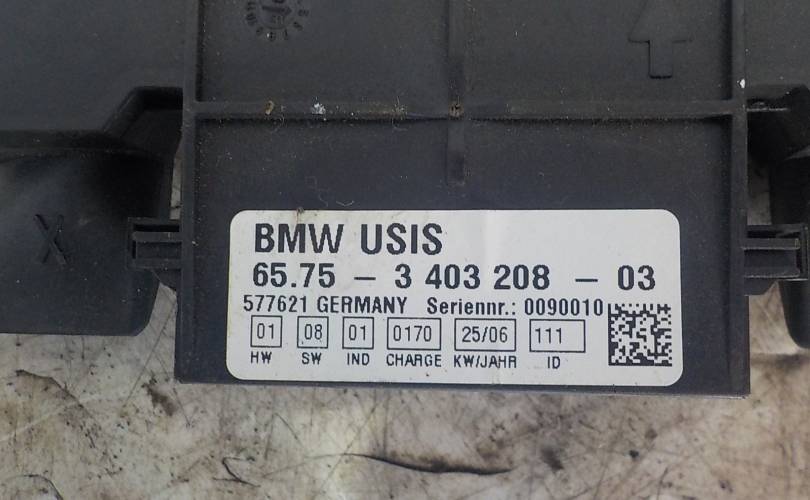 BMW USIS
65.75 - 3 403 208 - 03
577621 GERMANY Seriennr.: 0090010
01 08 01 0170 25/06 111
HW SW IND CHARGE KW/JAHR ID
X